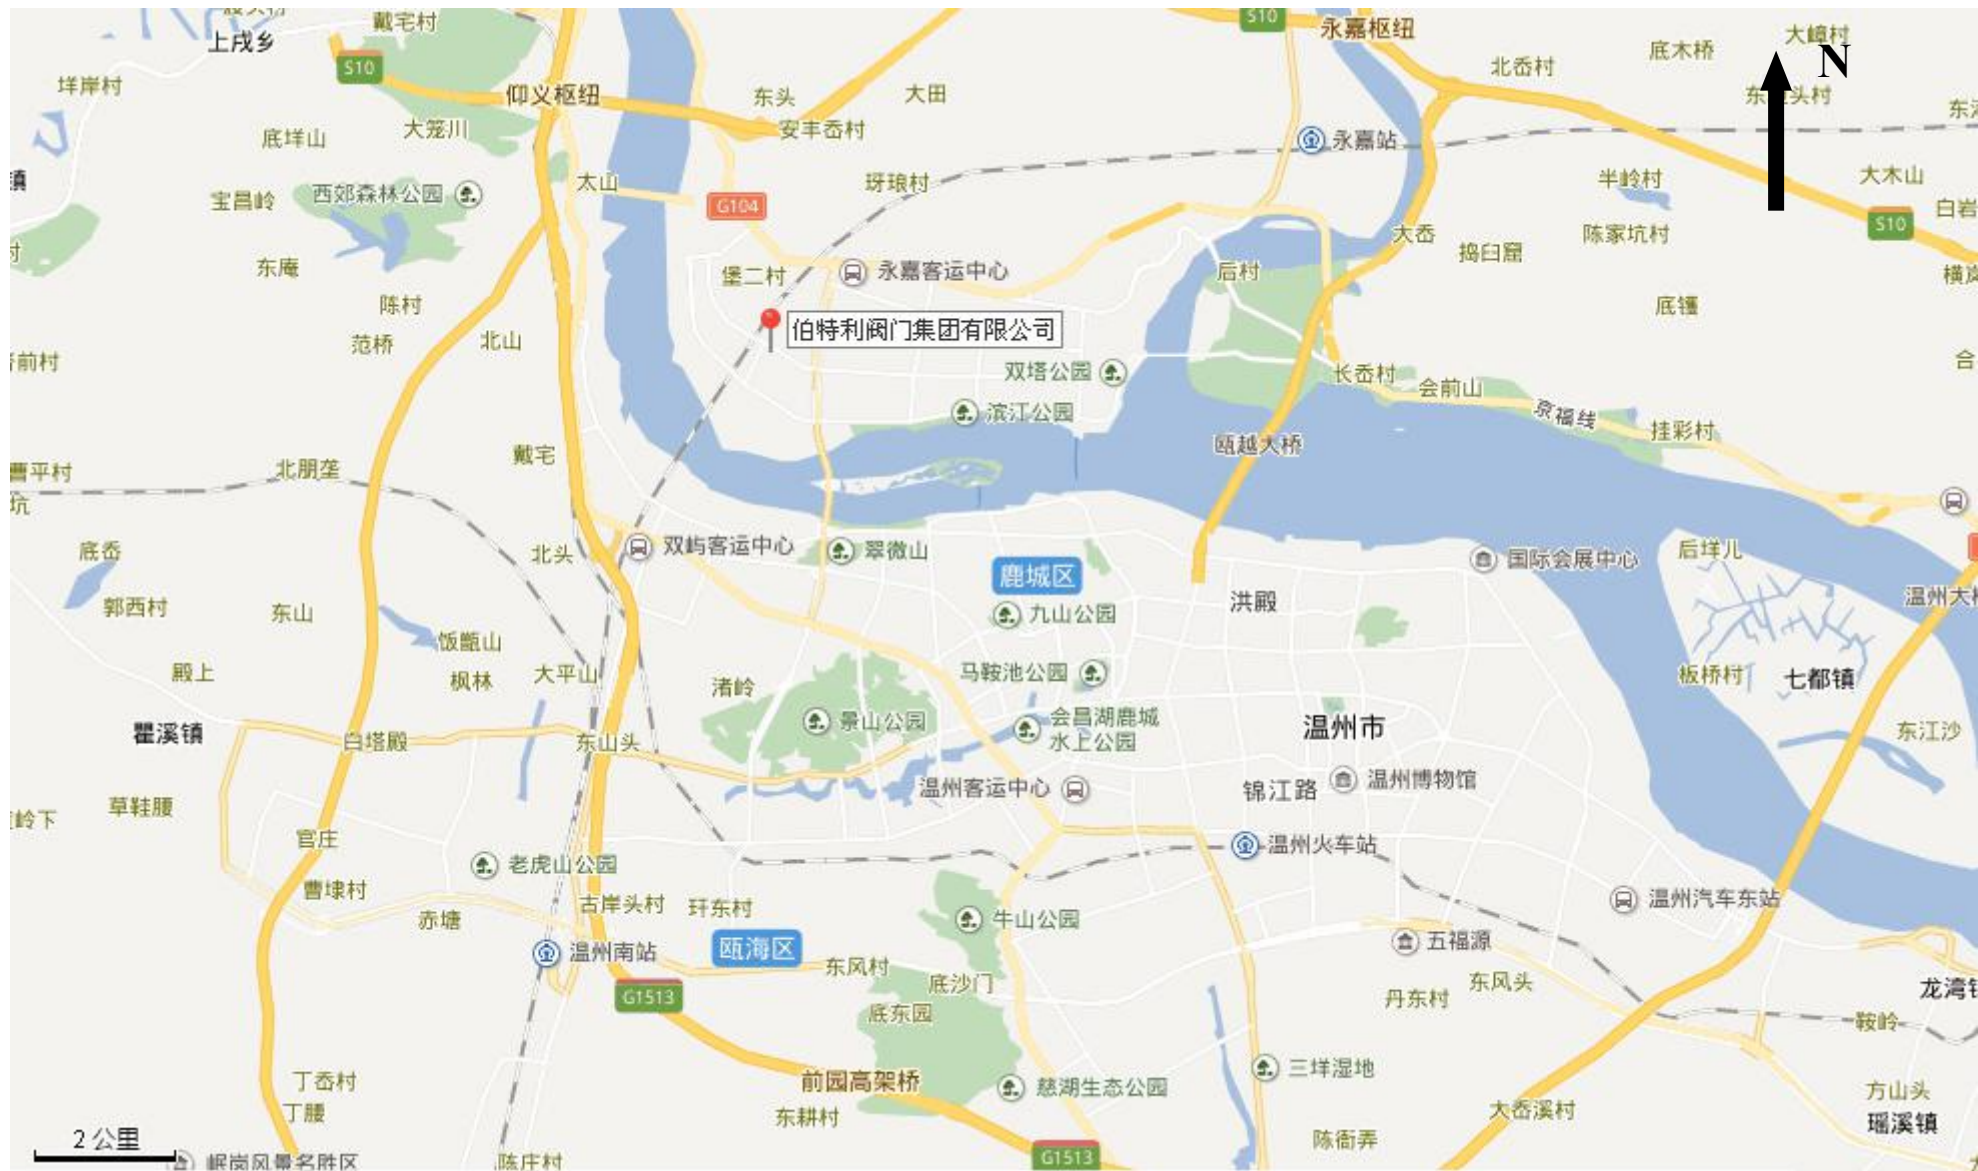 戴宅村
S10
永嘉枢纽
上戌乡
大嶂村
底木桥
N
北岙村
S10
垟岸村
仰义枢纽
东头
大田
安丰岙村
大笼川
底垟山
永嘉站
西郊森林公园
太山
玡琅村
半岭村
大木山
宝昌岭
G104
白岩
S10
大岙
陈家坑村
捣臼窟
东庵
堡二村
永嘉客运中心
后村
横岚
陈村
底镬
伯特利阀门集团有限公司
范桥
北山
前村
双塔公园
长岙村
合
会前山
滨江公园
京福线
挂彩村
瓯越大桥
戴宅
曹平村
北朋垄
坑
双屿客运中心
翠微山
底岙
北头
后垟儿
国际会展中心
鹿城区
温州大桥
郭西村
东山
九山公园
洪殿
饭甑山
殿上
枫林
大平山
渚岭
马鞍池公园
板桥村
七都镇
瞿溪镇
白塔殿
东山头
景山公园
会昌湖鹿城
水上公园
温州市
东江沙
温州客运中心
锦江路
温州博物馆
岭下
草鞋腰
官庄
老虎山公园
温州火车站
曹埭村
古岸头村
玕东村
温州汽车东站
赤塘
牛山公园
温州南站
瓯海区
五福源
东风村
底沙门
东风头
龙湾
G1513
丹东村
底东园
鞍岭
丁岙村
前园高架桥
慈湖生态公园
三垟湿地
丁腰
东耕村
大岙溪村
方山头
瑶溪镇
2 公里
陈衙弄
岷岗风景名胜区
陈庄村
G1513